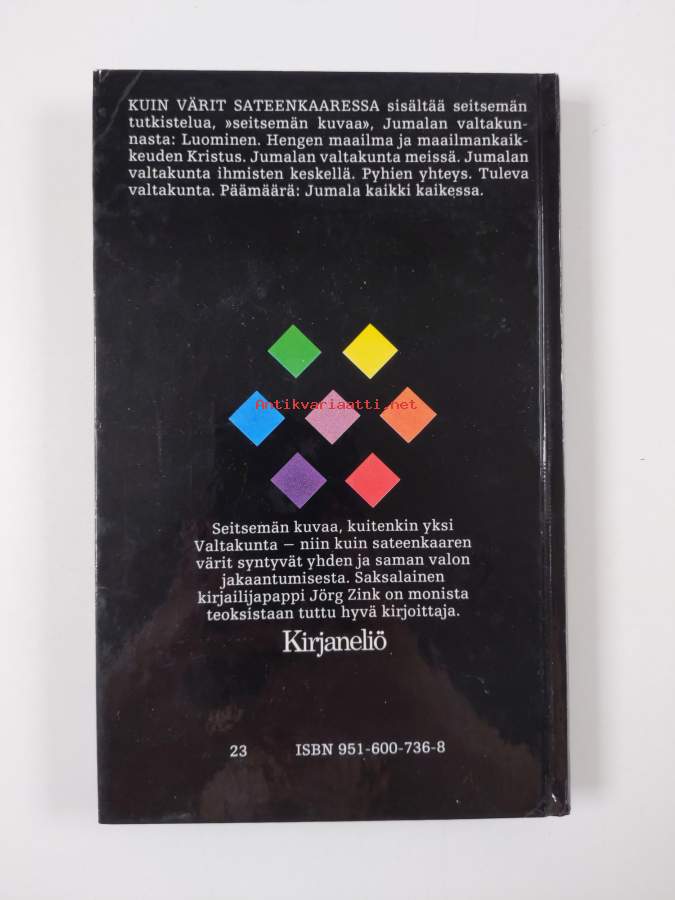 KUIN VÄRIT SATEENKAARESSA sisältää seitsemän
tutkistelua, »seitsemän kuvaa», Jumalan valtakun-
nasta: Luominen. Hengen maailma ja maailmankaik-
keuden Kristus. Jumalan valtakunta meissä. Jumalan
valtakunta ihmisten keskellä. Pyhien yhteys. Tuleva
valtakunta. Päämäärä: Jumala kaikki kaikessa.
Antikvariaatti.net
Seitsemän kuvaa, kuitenkin yksi
Valtakunta – niin kuin sateenkaaren
värit syntyvät yhden ja saman valon
jakaantumisesta. Saksalainen
kirjailijapappi Jörg Zink on monista
teoksistaan tuttu hyvä kirjoittaja.
Kirjaneliö
23 ISBN 951-600-736-8